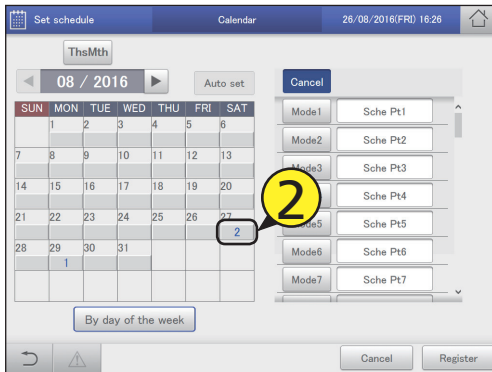 Set schedule Calendar 26/08/2016(FRI) 16:26
ThsMth
08 / 2016 Auto set Cancel
SUN MON TUE WED THU FRI SAT
1 2 3 4 5 6
7 8 9 10 11 12 13
14 15 16 17 18 19 20
21 22 23 24 25 26 27
2
28 29 30 31
1
By day of the week
Mode1 Sche Pt1
Mode2 Sche Pt2
Mode3 Sche Pt3
Sche Pt4
Mode5 Sche Pt5
Mode6 Sche Pt6
Mode7 Sche Pt7
2
Cancel Register